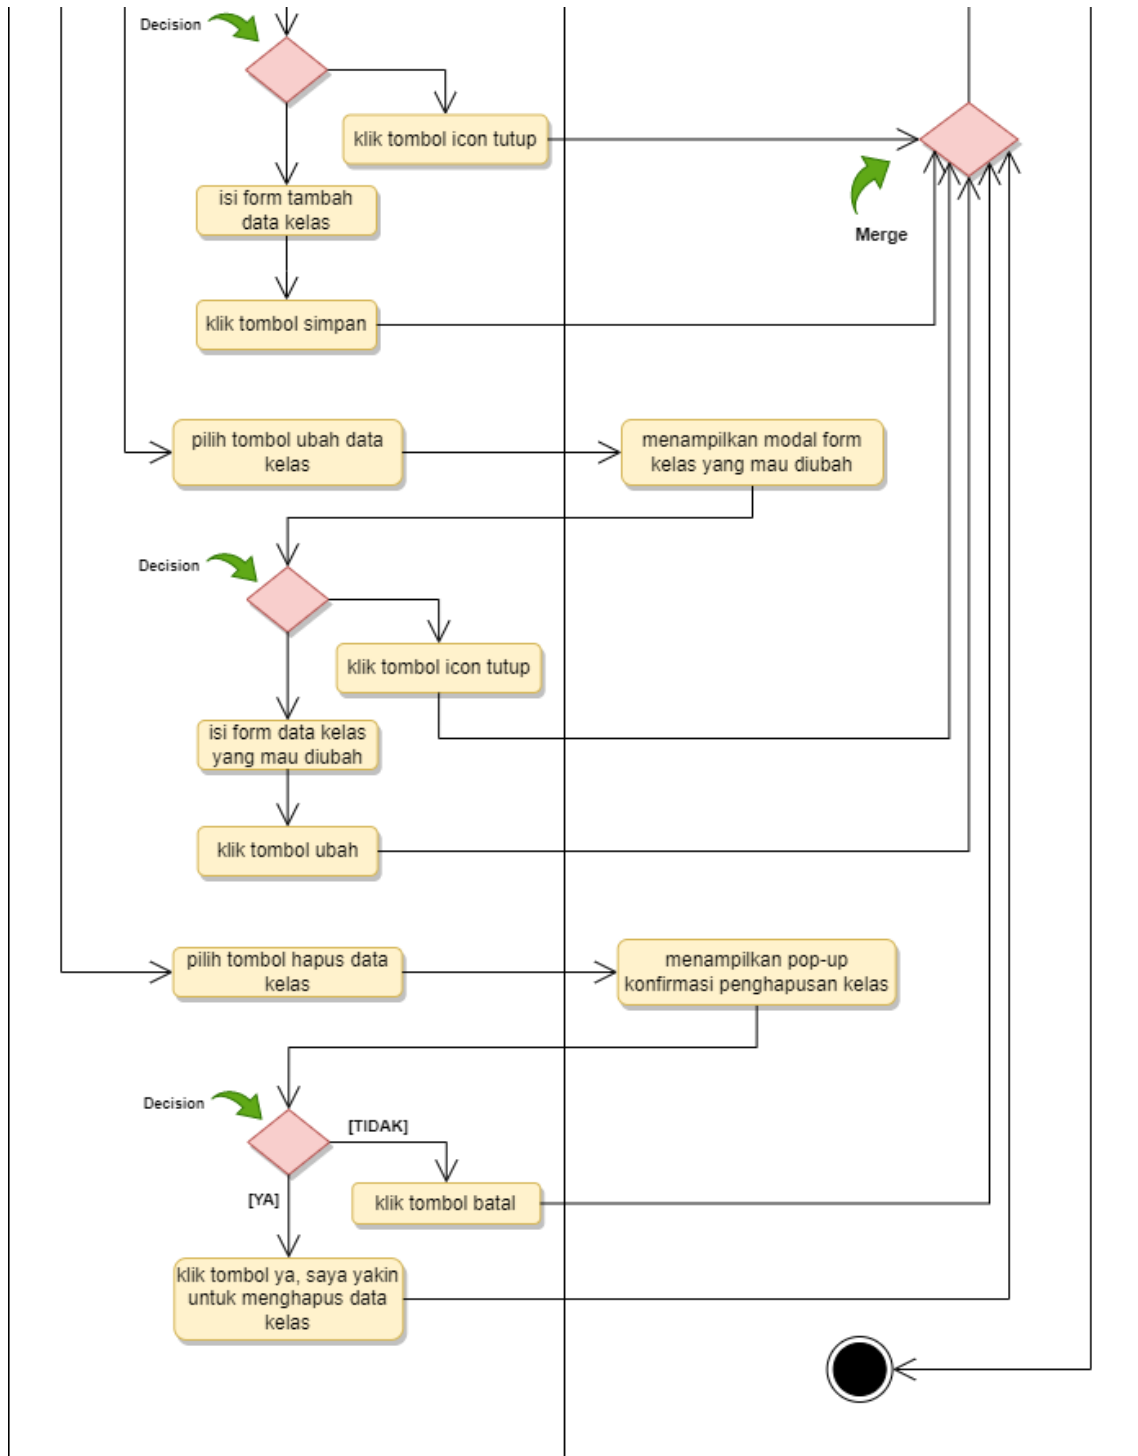 Decision
klik tombol icon tutup
isi form tambah
data kelas
Merge
klik tombol simpan
pilih tombol ubah data
kelas
menampilkan modal form
kelas yang mau diubah
Decision
klik tombol icon tutup
isi form data kelas
yang mau diubah
klik tombol ubah
pilih tombol hapus data
kelas
menampilkan pop-up
konfirmasi penghapusan kelas
Decision
[TIDAK]
[YA]
klik tombol batal
klik tombol ya, saya yakin
untuk menghapus data
kelas